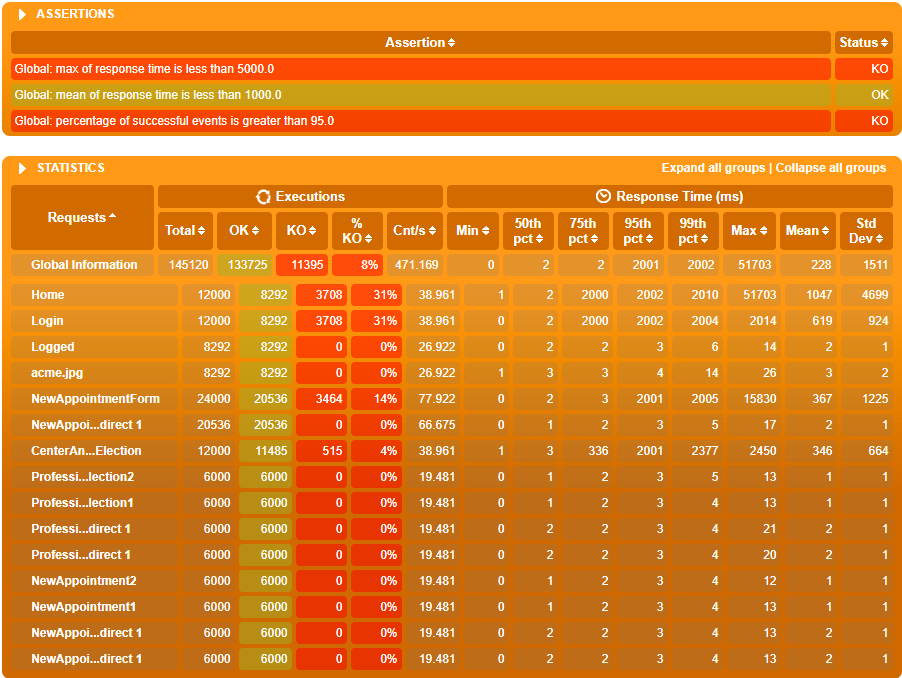 ASSERTIONS
Assertion Status
Global: max of response time is less than 5000.0 KO
Global: mean of response time is less than 1000.0 OK
Global: percentage of successful events is greater than 95.0 KO
STATISTICS Expand all groups | Collapse all groups
Requests Executions Response Time (ms)
Total OK KO % KO Cnt/s Min 50th pct 75th pct 95th pct 99th pct Max Mean Std Dev
Global Information 145120 133725 11395 8% 471.169 0 2 2 2001 2002 51703 228 1511
Home 12000 8292 3708 31% 38.961 1 2 2000 2002 2010 51703 1047 4699
Login 12000 8292 3708 31% 38.961 0 2 2000 2002 2004 2014 619 924
Logged 8292 8292 0 0% 26.922 0 2 2 3 6 14 2 1
acme.jpg 8292 8292 0 0% 26.922 1 3 3 4 14 26 3 2
NewAppointmentForm 24000 20536 3464 14% 77.922 0 2 3 2001 2005 15830 367 1225
NewAppoi...direct 1 20536 20536 0 0% 66.675 0 1 2 3 5 17 2 1
CenterAn...Election 12000 11485 515 4% 38.961 1 3 336 2001 2377 2450 346 664
Professi...lection2 6000 6000 0 0% 19.481 0 1 2 3 5 13 1 1
Professi...lection1 6000 6000 0 0% 19.481 0 1 2 3 4 13 1 1
Professi...direct 1 6000 6000 0 0% 19.481 0 2 2 3 4 21 2 1
Professi...direct 1 6000 6000 0 0% 19.481 0 2 2 3 4 20 2 1
NewAppointment2 6000 6000 0 0% 19.481 0 1 2 3 4 12 1 1
NewAppointment1 6000 6000 0 0% 19.481 0 1 2 3 4 13 1 1
NewAppoi...direct 1 6000 6000 0 0% 19.481 0 2 2 3 4 13 2 1
NewAppoi...direct 1 6000 6000 0 0% 19.481 0 2 2 3 4 13 2 1